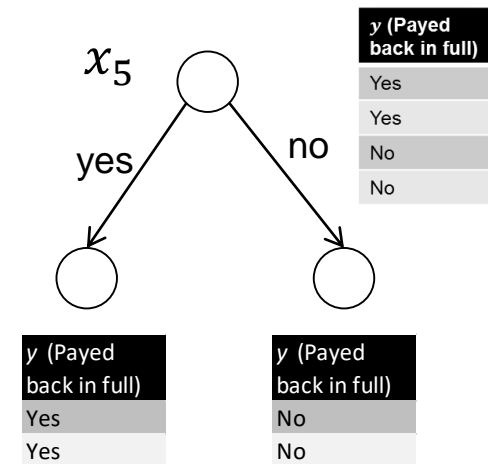 x₅
y (Payed
back in full)
Yes
Yes
No
No
yes
no
y (Payed
back in full)
Yes
Yes
y (Payed
back in full)
No
No